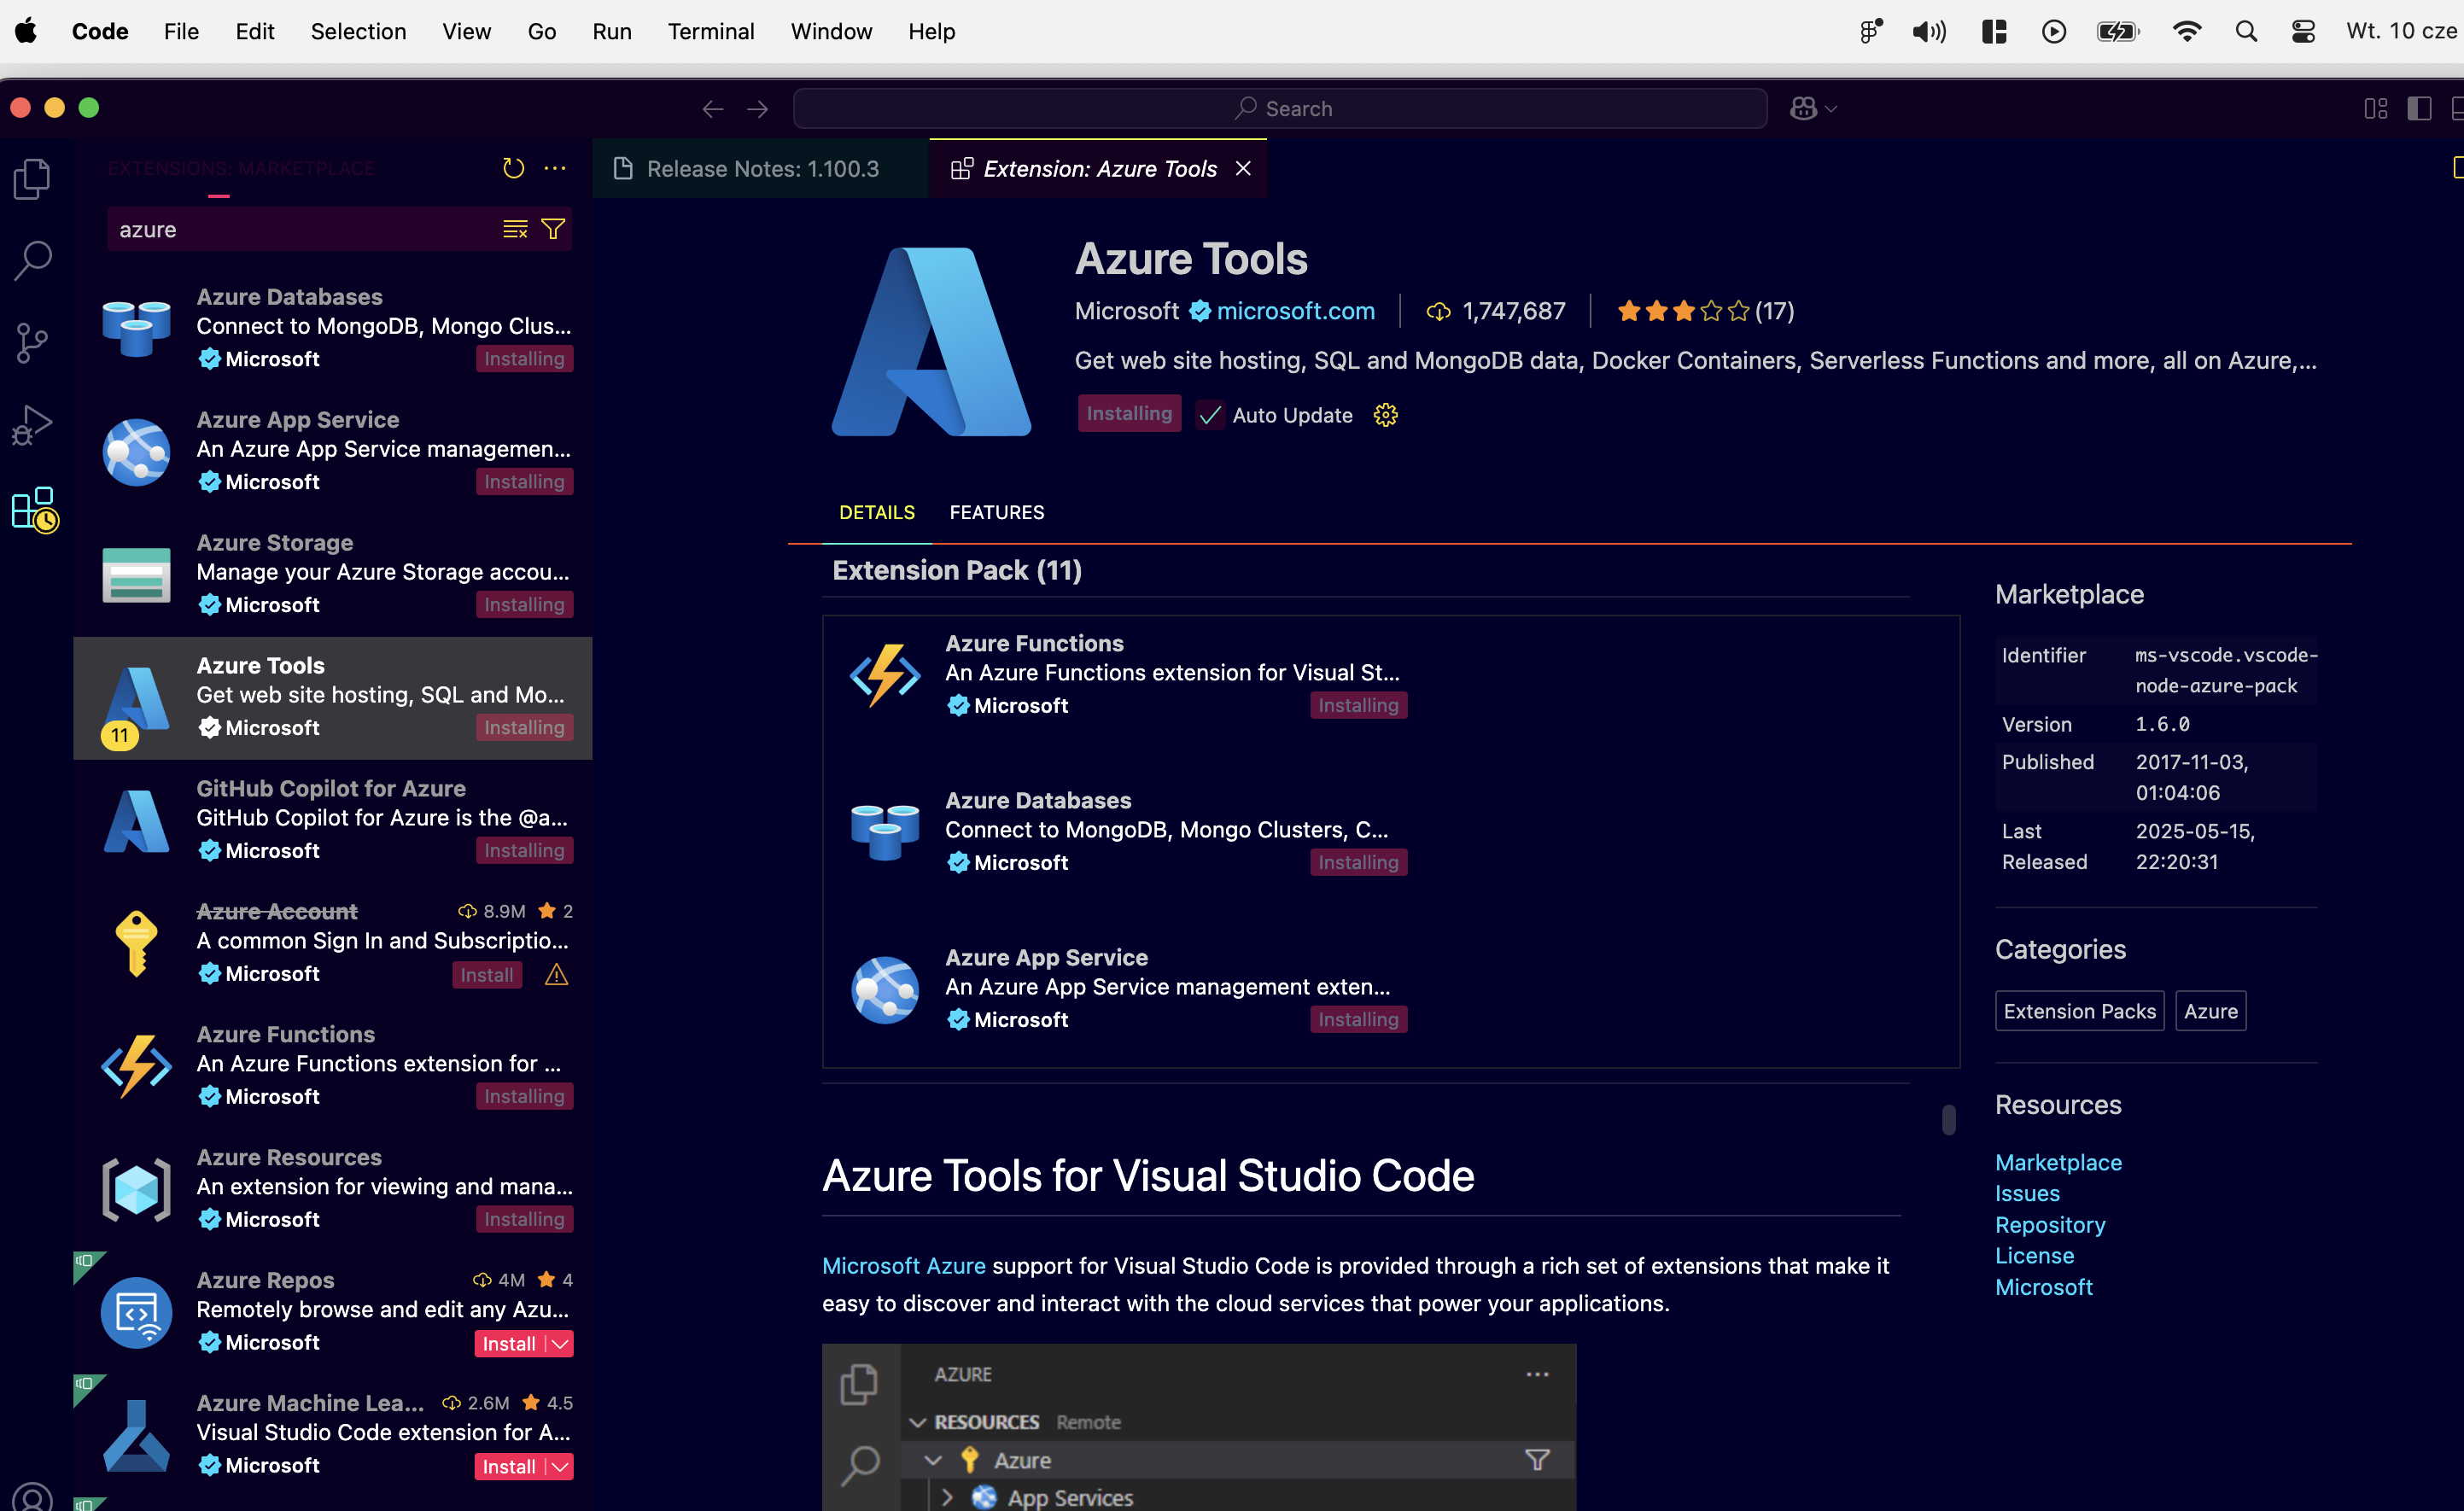 Code File Edit Selection View Go Run Terminal Window Help Wt. 10 cze
Search
EXTENSIONS: MARKETPLACE
Release Notes: 1.100.3
Extension: Azure Tools
azure
Azure Databases
Connect to MongoDB, Mongo Clus...
Microsoft Installing
Azure App Service
An Azure App Service managemen...
Microsoft Installing
Azure Storage
Manage your Azure Storage accou...
Microsoft Installing
Azure Tools
Get web site hosting, SQL and Mo...
11 Microsoft Installing
GitHub Copilot for Azure
GitHub Copilot for Azure is the @a...
Microsoft Installing
Azure Account 8.9M 2
A common Sign In and Subscriptio...
Microsoft Install
Azure Functions
An Azure Functions extension for ...
Microsoft Installing
Azure Resources
An extension for viewing and mana...
Microsoft Installing
Azure Repos 4M 4
Remotely browse and edit any Azu...
Microsoft Install
Azure Machine Lea... 2.6M 4.5
Visual Studio Code extension for A...
Microsoft Install
Azure Tools
Microsoft microsoft.com 1,747,687 (17)
Get web site hosting, SQL and MongoDB data, Docker Containers, Serverless Functions and more, all on Azure,...
Installing Auto Update
DETAILS FEATURES
Extension Pack (11)
Azure Functions
An Azure Functions extension for Visual St...
Microsoft Installing
Azure Databases
Connect to MongoDB, Mongo Clusters, C...
Microsoft Installing
Azure App Service
An Azure App Service management exten...
Microsoft Installing
Azure Tools for Visual Studio Code
Microsoft Azure support for Visual Studio Code is provided through a rich set of extensions that make it
easy to discover and interact with the cloud services that power your applications.
AZURE ...
RESOURCES Remote
Azure
App Services
Marketplace
Identifier ms-vscode.vscode-
node-azure-pack
Version 1.6.0
Published 2017-11-03,
01:04:06
Last 2025-05-15,
Released 22:20:31
Categories
Extension Packs Azure
Resources
Marketplace
Issues
Repository
License
Microsoft